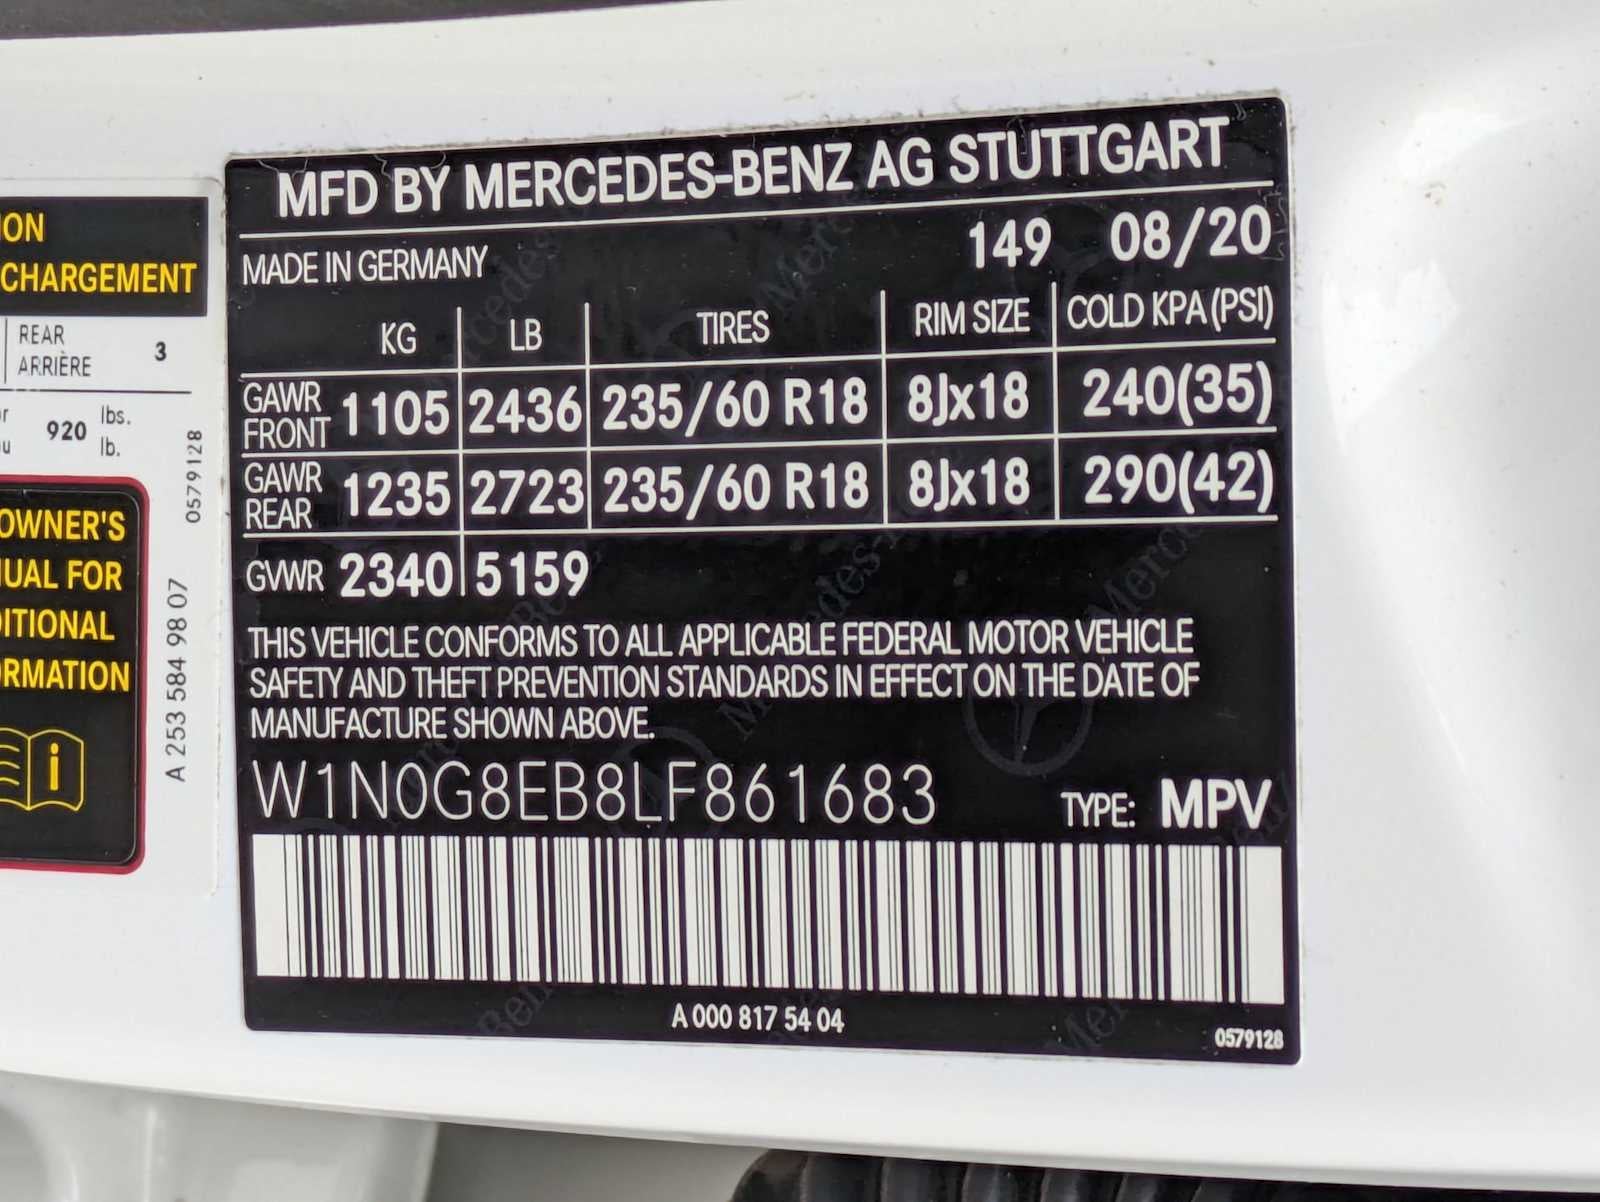 ION
CHARGEMENT
REAR
ARRIÈRE 3
or
920 lbs.
lb.
0579128
A 253 584 98 07
OWNER'S
UAL FOR
DITIONAL
ORMATION
i
MFD BY MERCEDES-BENZ AG STUTTGART
MADE IN GERMANY 149 08/20
KG LB TIRES RIM SIZE COLD KPA (PSI)
GAWR FRONT 1105 2436 235/60 R18 8Jx18 240(35)
GAWR REAR 1235 2723 235/60 R18 8Jx18 290(42)
GVWR 2340 5159
THIS VEHICLE CONFORMS TO ALL APPLICABLE FEDERAL MOTOR VEHICLE
SAFETY AND THEFT PREVENTION STANDARDS IN EFFECT ON THE DATE OF
MANUFACTURE SHOWN ABOVE.
W1N0G8EB8LF861683 TYPE: MPV
A 000 817 54 04
0579128